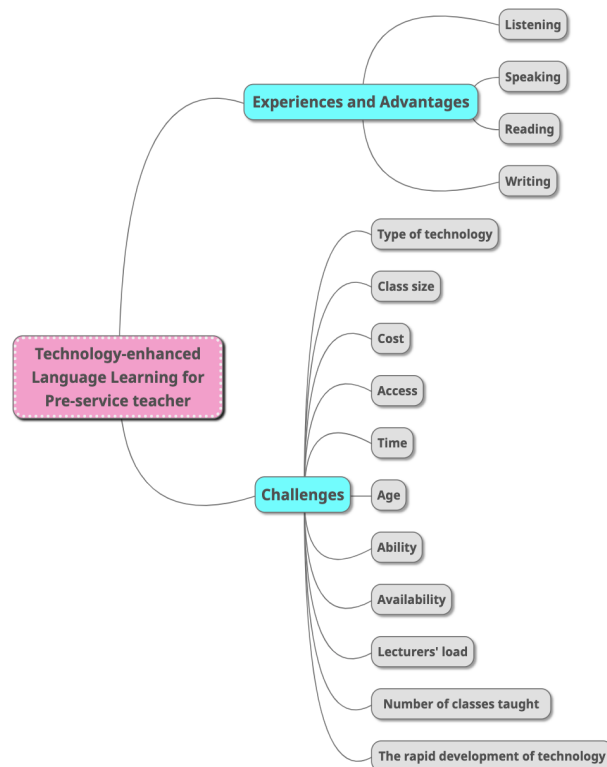 Listening
Experiences and Advantages
Speaking
Reading
Writing
Type of technology
Class size
Cost
Technology-enhanced
Language Learning for
Pre-service teacher
Access
Time
Challenges
Age
Ability
Availability
Lecturers' load
Number of classes taught
The rapid development of technology